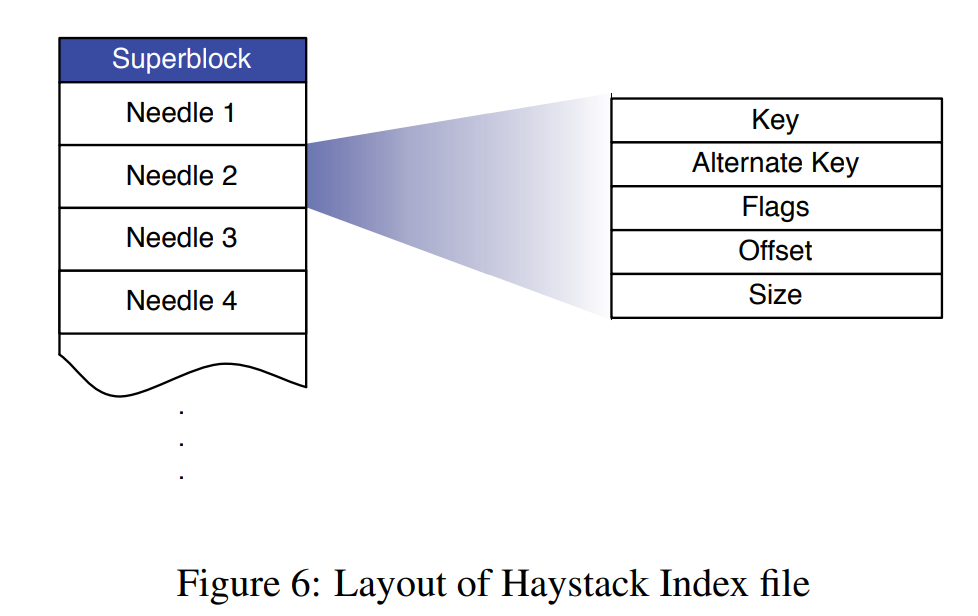 Superblock
Needle 1
Needle 2
Needle 3
Needle 4
.
.
.
Key
Alternate Key
Flags
Offset
Size
Figure 6: Layout of Haystack Index file